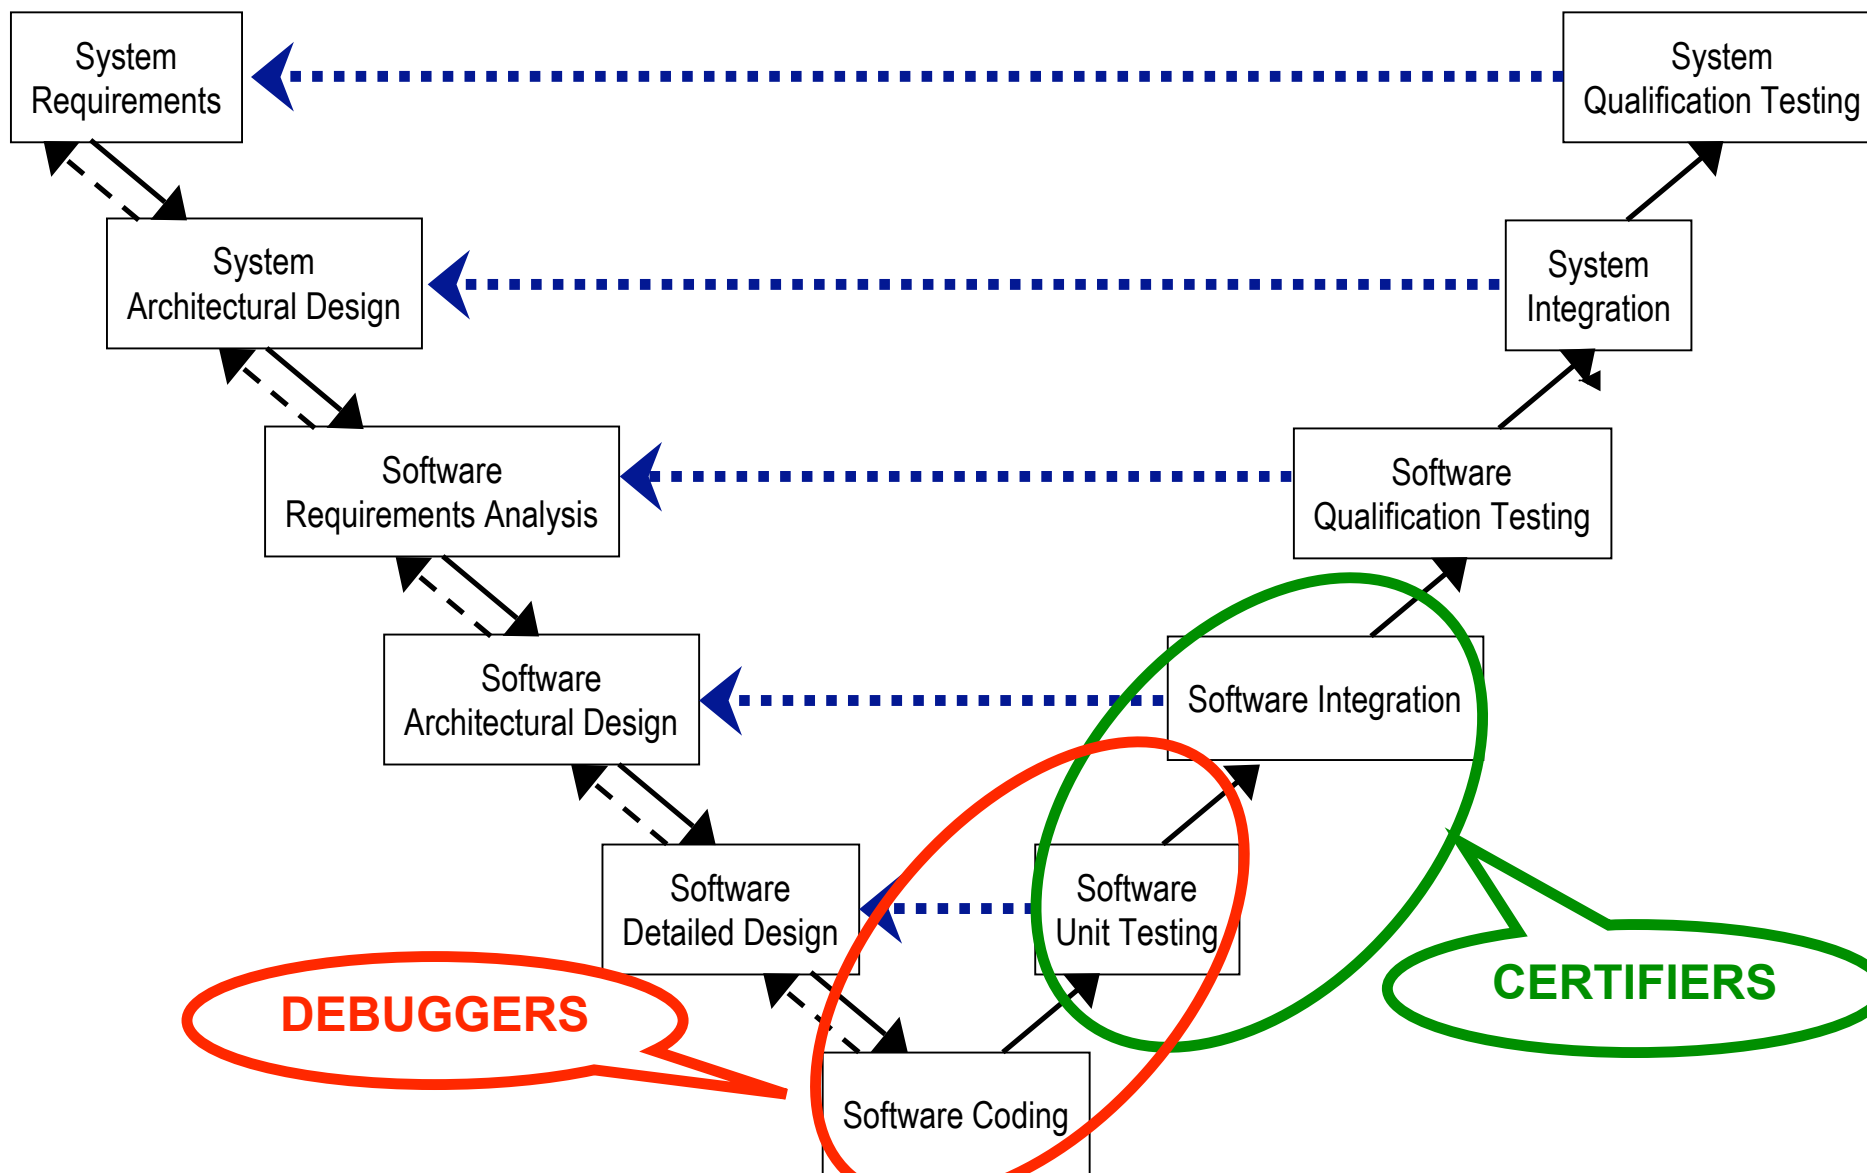 System
Requirements
System
Qualification Testing
System
Architectural Design
System
Integration
Software
Requirements Analysis
Software
Qualification Testing
Software
Architectural Design
Software Integration
Software
Detailed Design
Software
Unit Testing
DEBUGGERS
CERTIFIERS
Software Coding